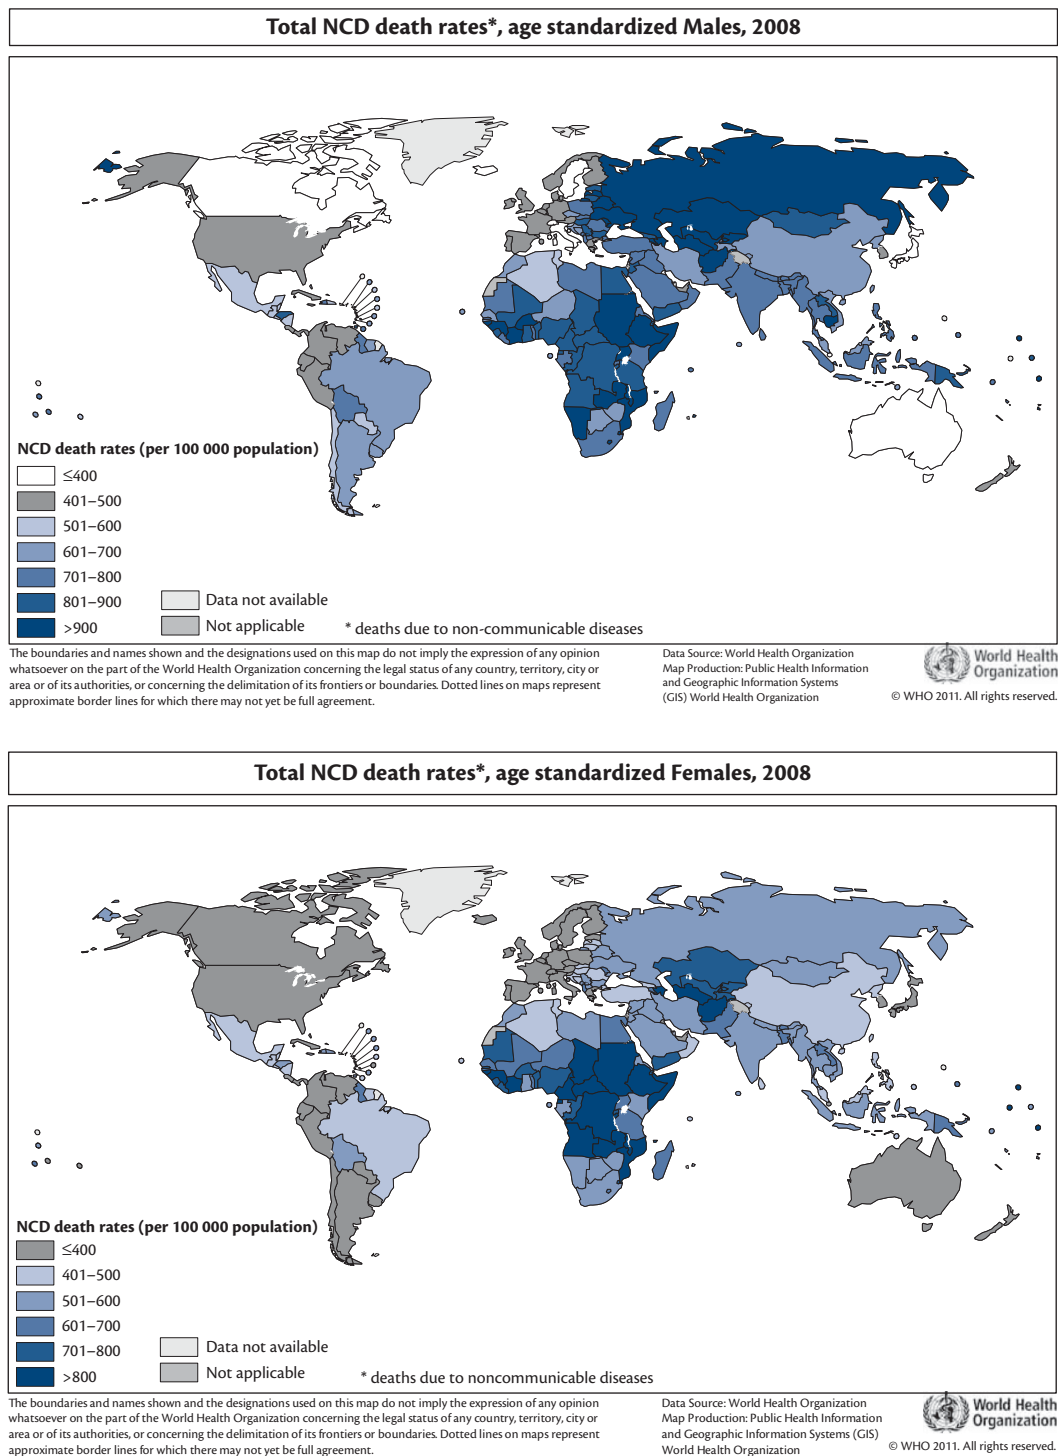 Total NCD death rates*, age standardized Males, 2008
NCD death rates (per 100 000 population)
≤400
401–500
501–600
601–700
701–800
801–900
>900
Data not available
Not applicable
* deaths due to non-communicable diseases
The boundaries and names shown and the designations used on this map do not imply the expression of any opinion
whatsoever on the part of the World Health Organization concerning the legal status of any country, territory, city or
area or of its authorities, or concerning the delimitation of its frontiers or boundaries. Dotted lines on maps represent
approximate border lines for which there may not yet be full agreement.
Data Source: World Health Organization
Map Production: Public Health Information
and Geographic Information Systems
(GIS) World Health Organization
World Health
Organization
© WHO 2011. All rights reserved.
Total NCD death rates*, age standardized Females, 2008
NCD death rates (per 100 000 population)
≤400
401–500
501–600
601–700
701–800
>800
Data not available
Not applicable
* deaths due to noncommunicable diseases
The boundaries and names shown and the designations used on this map do not imply the expression of any opinion
whatsoever on the part of the World Health Organization concerning the legal status of any country, territory, city or
area or of its authorities, or concerning the delimitation of its frontiers or boundaries. Dotted lines on maps represent
approximate border lines for which there may not yet be full agreement.
Data Source: World Health Organization
Map Production: Public Health Information
and Geographic Information Systems (GIS)
World Health Organization
World Health
Organization
© WHO 2011. All rights reserved.